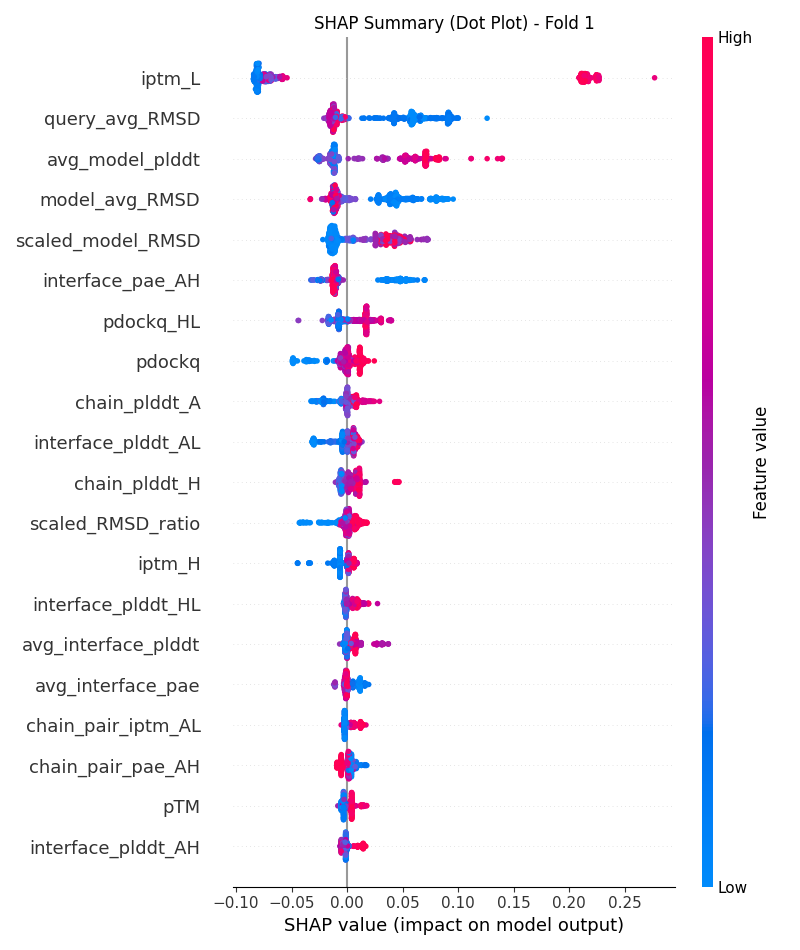 SHAP Summary (Dot Plot) - Fold 1
High
iptm_L
query_avg_RMSD
avg_model_plddt
model_avg_RMSD
scaled_model_RMSD
interface_pae_AH
pdockq_HL
pdockq
chain_plddt_A
interface_plddt_AL
chain_plddt_H
scaled_RMSD_ratio
iptm_H
interface_plddt_HL
avg_interface_plddt
avg_interface_pae
chain_pair_iptm_AL
chain_pair_pae_AH
pTM
interface_plddt_AH
Feature value
Low
−0.10 −0.05 0.00 0.05 0.10 0.15 0.20 0.25
SHAP value (impact on model output)